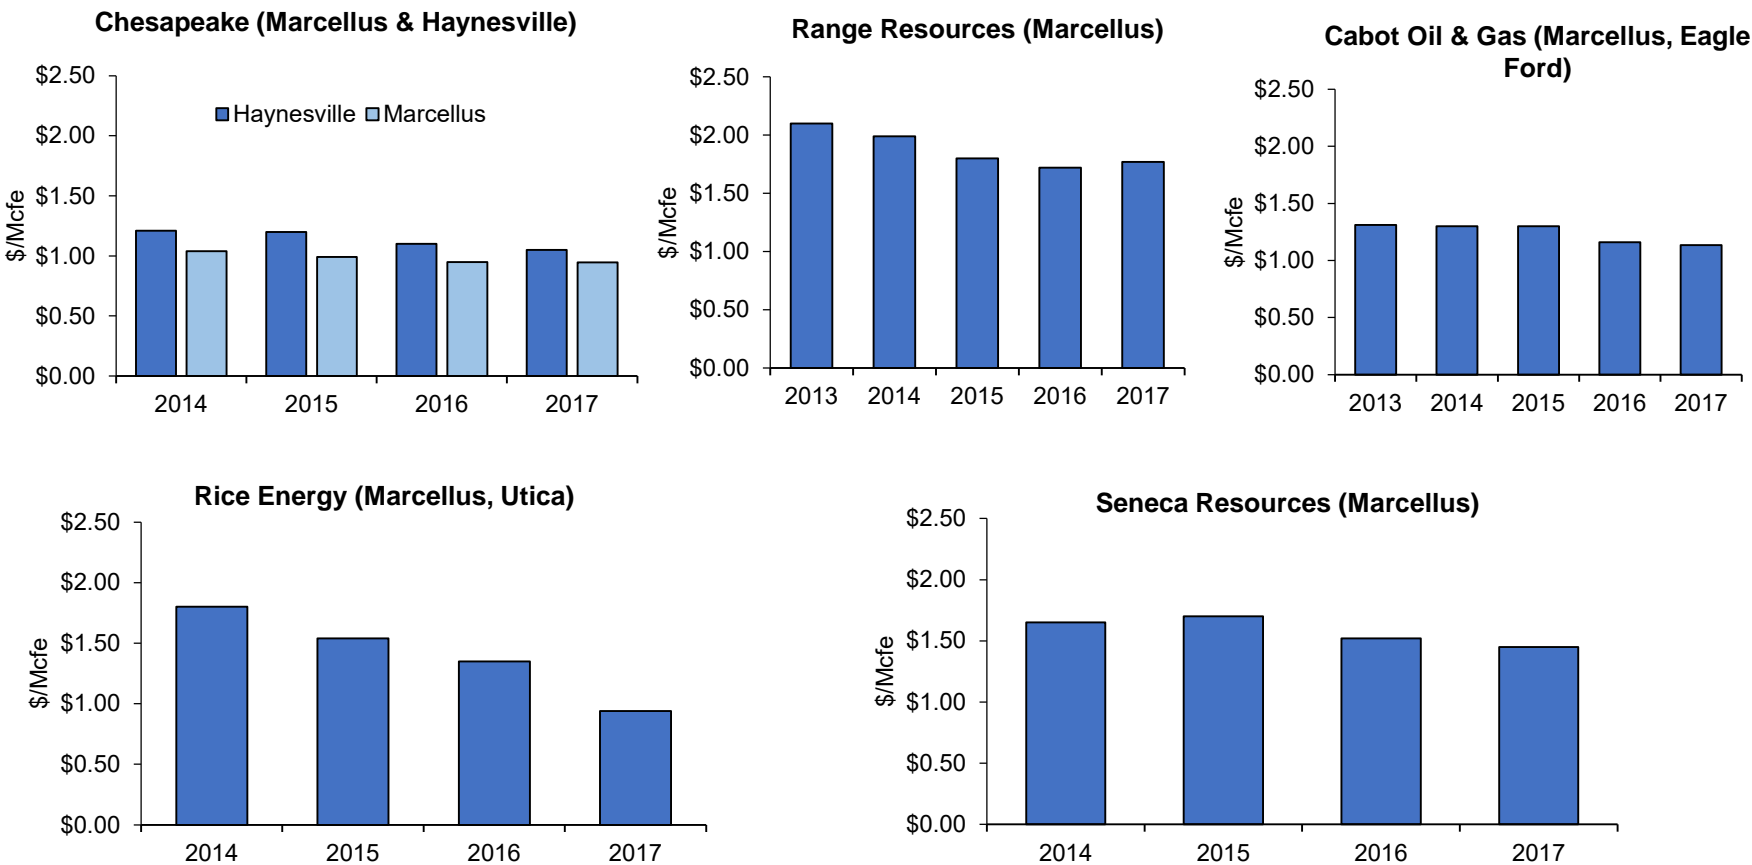 Chesapeake (Marcellus & Haynesville)
$2.50
$2.00
$1.50
$1.00
$0.50
$0.00
$/Mcfe
Haynesville Marcellus
2014 2015 2016 2017
Range Resources (Marcellus)
$2.50
$2.00
$1.50
$1.00
$0.50
$0.00
$/Mcfe
2013 2014 2015 2016 2017
Cabot Oil & Gas (Marcellus, Eagle
Ford)
$2.50
$2.00
$1.50
$1.00
$0.50
$0.00
$/Mcfe
2013 2014 2015 2016 2017
Rice Energy (Marcellus, Utica)
$2.50
$2.00
$1.50
$1.00
$0.50
$0.00
$/Mcfe
2014 2015 2016 2017
Seneca Resources (Marcellus)
$2.50
$2.00
$1.50
$1.00
$0.50
$0.00
$/Mcfe
2014 2015 2016 2017